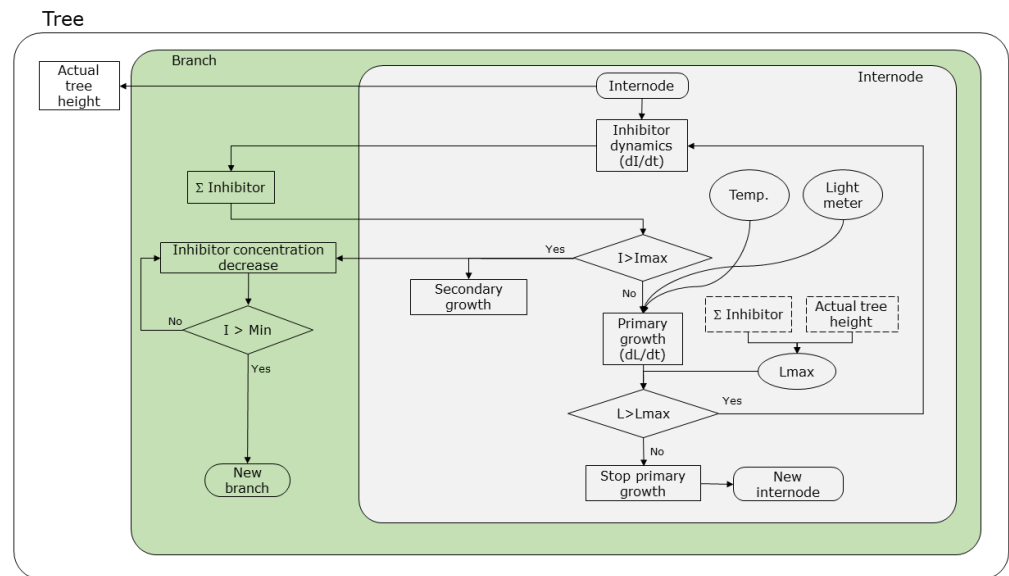 Tree
Branch
Internode
Actual
tree
height
Internode
Inhibitor
dynamics
(dI/dt)
Σ Inhibitor
Temp.
Light
meter
Inhibitor concentration
decrease
Yes
I>Imax
Secondary
growth
No
Σ Inhibitor
Actual tree
height
No
I > Min
Primary
growth
(dL/dt)
Lmax
Yes
L>Lmax
Yes
No
New
branch
Stop primary
growth
New
internode